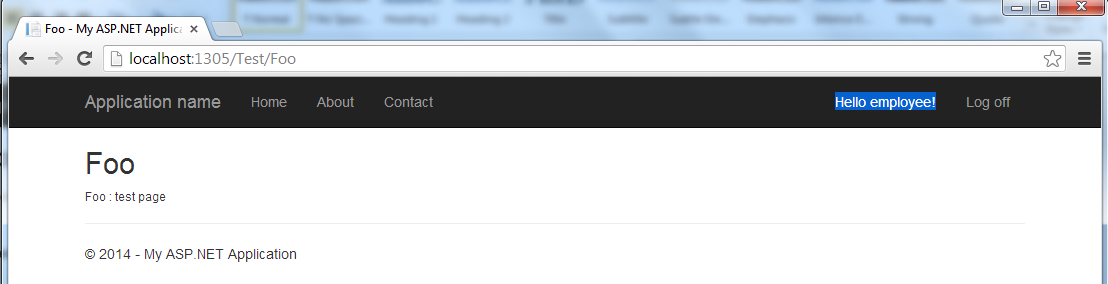 Foo - My ASP.NET Applica
localhost:1305/Test/Foo
Application name Home About Contact Hello employee! Log off
Foo
Foo : test page
© 2014 - My ASP.NET Application